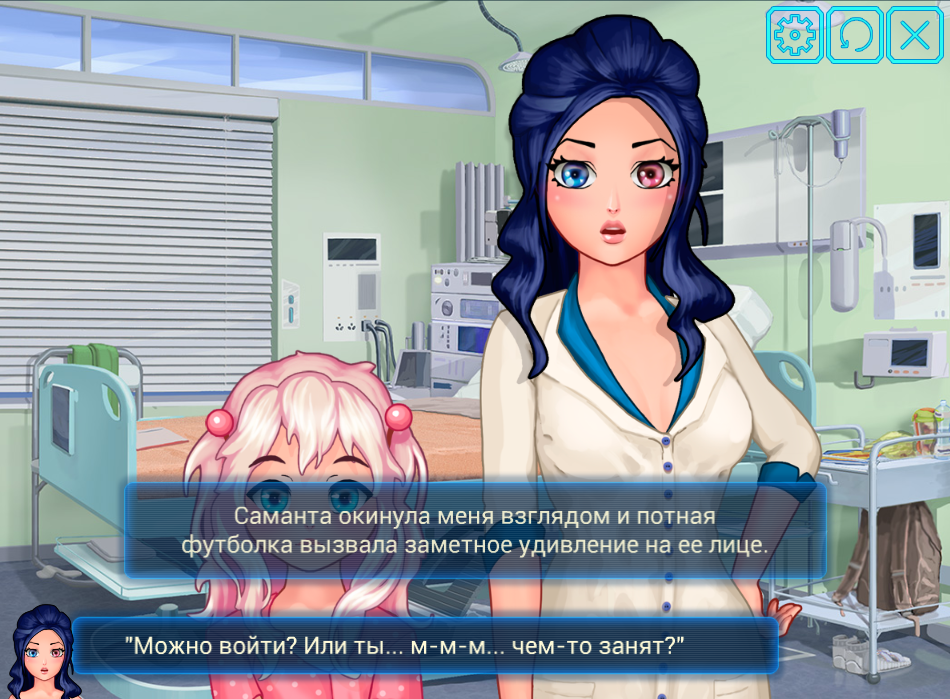 Саманта окинула меня взглядом и потная
футболка вызвала заметное удивление на ее лице.
"Можно войти? Или ты... м-м-м... чем-то занят?"